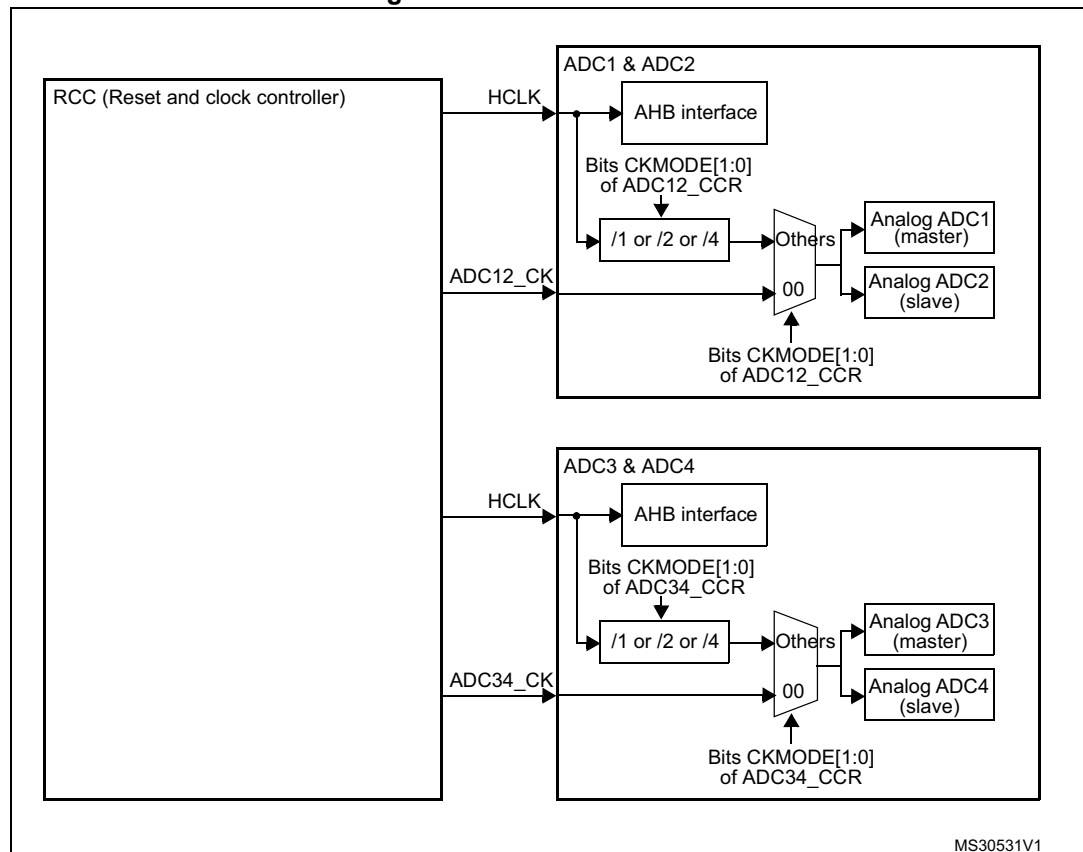 RCC (Reset and clock controller)
HCLK
ADC12_CK
ADC1 & ADC2
AHB interface
Bits CKMODE[1:0]
of ADC12_CCR
/1 or /2 or /4
Others
00
Analog ADC1
(master)
Analog ADC2
(slave)
Bits CKMODE[1:0]
of ADC12_CCR
HCLK
ADC34_CK
ADC3 & ADC4
AHB interface
Bits CKMODE[1:0]
of ADC34_CCR
/1 or /2 or /4
Others
00
Analog ADC3
(master)
Analog ADC4
(slave)
Bits CKMODE[1:0]
of ADC34_CCR
MS30531V1